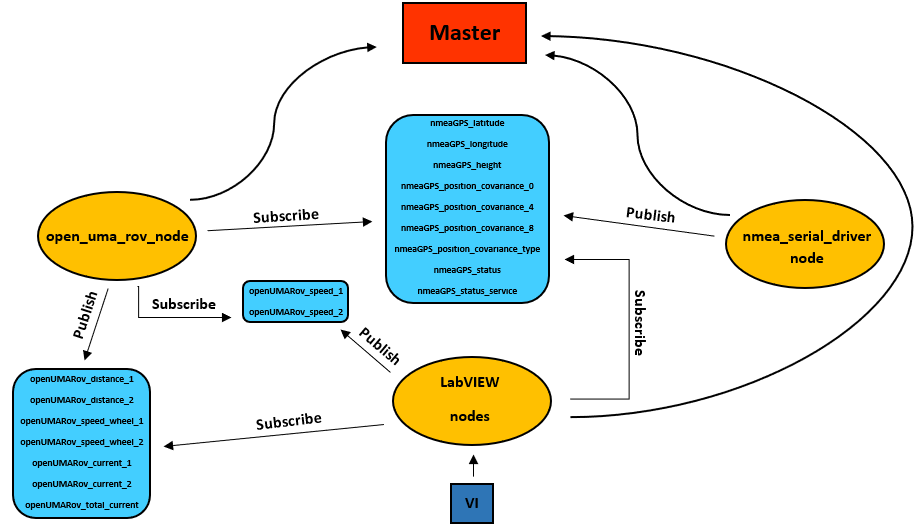 Master
nmeaGPS_latitude
nmeaGPS_longitude
nmeaGPS_height
nmeaGPS_position_covariance_0
nmeaGPS_position_covariance_4
nmeaGPS_position_covariance_8
nmeaGPS_position_covariance_type
nmeaGPS_status
nmeaGPS_status_service
open_uma_rov_node
Subscribe
Publish
nmea_serial_driver
node
Subscribe
Publish
Subscribe
openUMARov_speed_1
openUMARov_speed_2
Publish
Subscribe
LabVIEW
nodes
openUMARov_distance_1
openUMARov_distance_2
openUMARov_speed_wheel_1
openUMARov_speed_wheel_2
openUMARov_current_1
openUMARov_current_2
openUMARov_total_current
VI